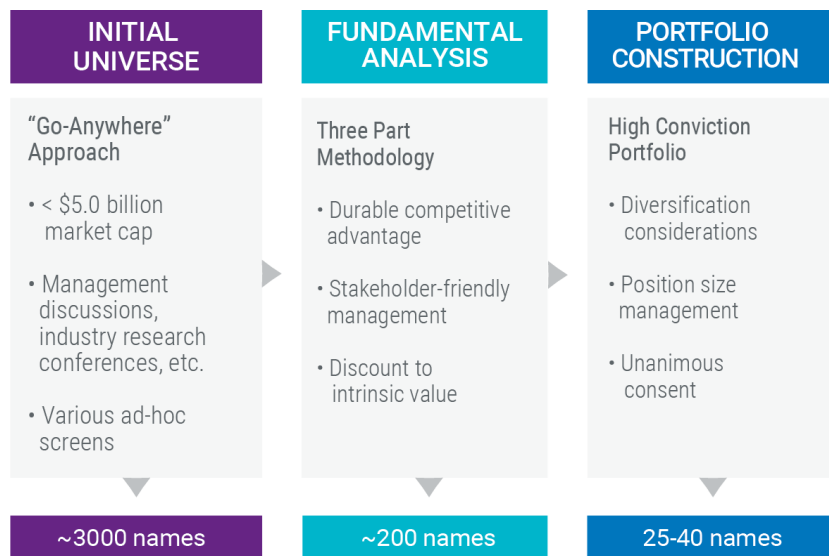 INITIAL
UNIVERSE
“Go-Anywhere”
Approach
• < $5.0 billion
market cap
• Management
discussions,
industry research
conferences, etc.
• Various ad-hoc
screens
~3000 names
FUNDAMENTAL
ANALYSIS
Three Part
Methodology
• Durable competitive
advantage
• Stakeholder-friendly
management
• Discount to
intrinsic value
~200 names
PORTFOLIO
CONSTRUCTION
High Conviction
Portfolio
• Diversification
considerations
• Position size
management
• Unanimous
consent
25-40 names